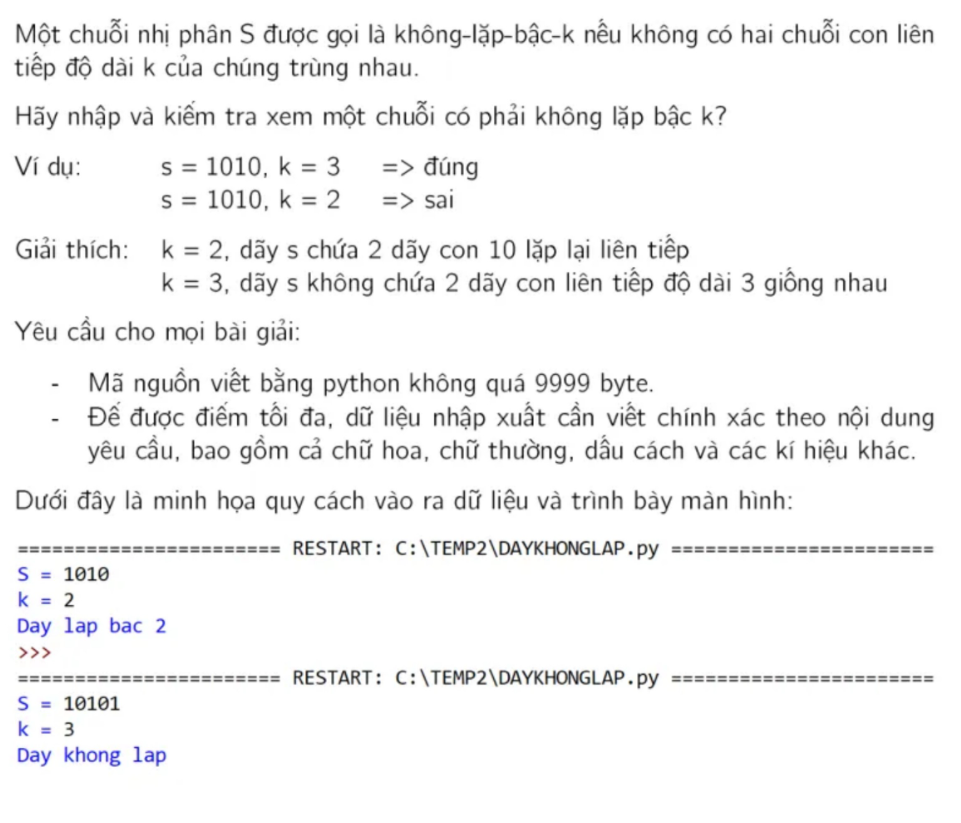 Một chuỗi nhị phân S được gọi là không-lặp-bậc-k nếu không có hai chuỗi con liên
tiếp độ dài k của chúng trùng nhau.
Hãy nhập và kiểm tra xem một chuỗi có phải không lặp bậc k?
Ví dụ: s = 1010, k = 3 => đúng
s = 1010, k = 2 => sai
Giải thích: k = 2, dãy s chứa 2 dãy con 10 lặp lại liên tiếp
k = 3, dãy s không chứa 2 dãy con liên tiếp độ dài 3 giống nhau
Yêu cầu cho mọi bài giải:
- Mã nguồn viết bằng python không quá 9999 byte.
- Để được điểm tối đa, dữ liệu nhập xuất cần viết chính xác theo nội dung
yêu cầu, bao gồm cả chữ hoa, chữ thường, dấu cách và các kí hiệu khác.
Dưới đây là minh họa quy cách vào ra dữ liệu và trình bày màn hình:
======================= RESTART: C:\TEMP2\DAYKHONGLAP.py =======================
S = 1010
k = 2
Day lap bac 2
>>>
======================= RESTART: C:\TEMP2\DAYKHONGLAP.py =======================
S = 10101
k = 3
Day khong lap